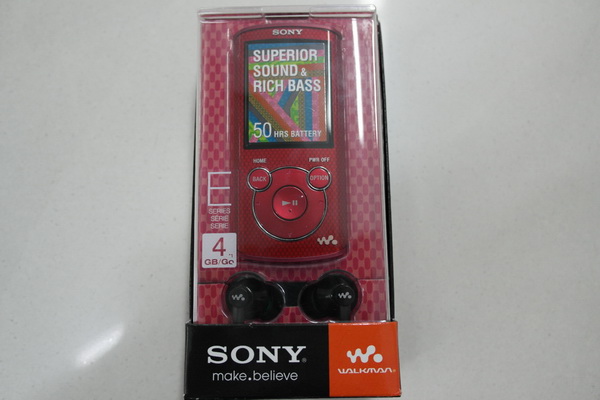 SONY
SUPERIOR
SOUND &
RICH BASS
50 HRS BATTERY
HOME
PWR OFF
BACK
OPTION
E
SERIES
SÉRIE
SERIE
4
GB/Go
SONY
make.believe
WALKMAN